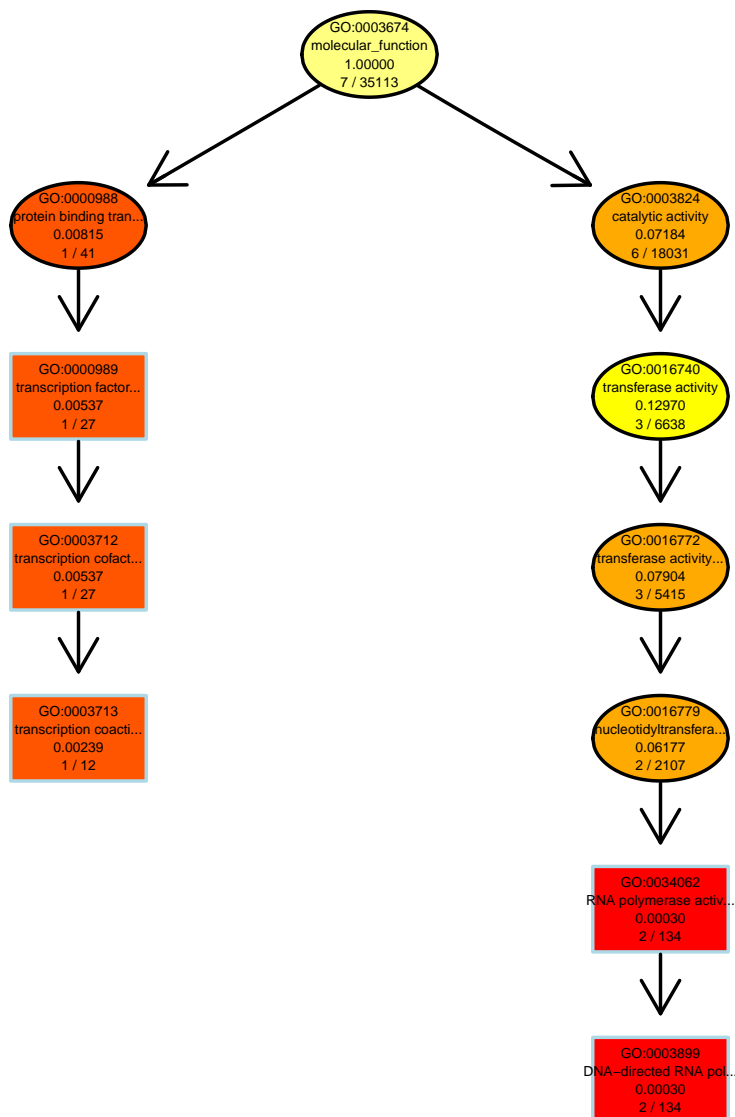 GO:0003674
molecular_function
1.00000
7 / 35113
GO:0000988
protein binding tran...
0.00815
1 / 41
GO:0003824
catalytic activity
0.07184
6 / 18031
GO:0000989
transcription factor...
0.00537
1 / 27
GO:0016740
transferase activity
0.12970
3 / 6638
GO:0003712
transcription cofact...
0.00537
1 / 27
GO:0016772
transferase activity...
0.07904
3 / 5415
GO:0003713
transcription coacti...
0.00239
1 / 12
GO:0016779
nucleotidyltransfera...
0.06177
2 / 2107
GO:0034062
RNA polymerase activ...
0.00030
2 / 134
GO:0003899
DNA−directed RNA pol...
0.00030
2 / 134